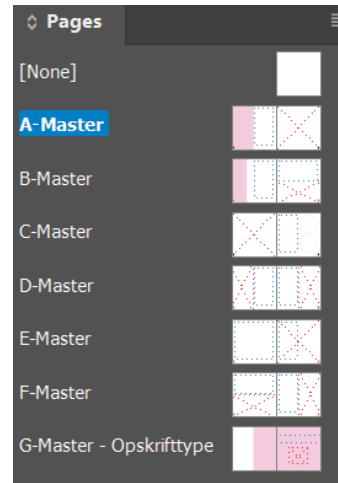 Pages
[None]
A-Master
B-Master
C-Master
D-Master
E-Master
F-Master
G-Master - Opskrifttype